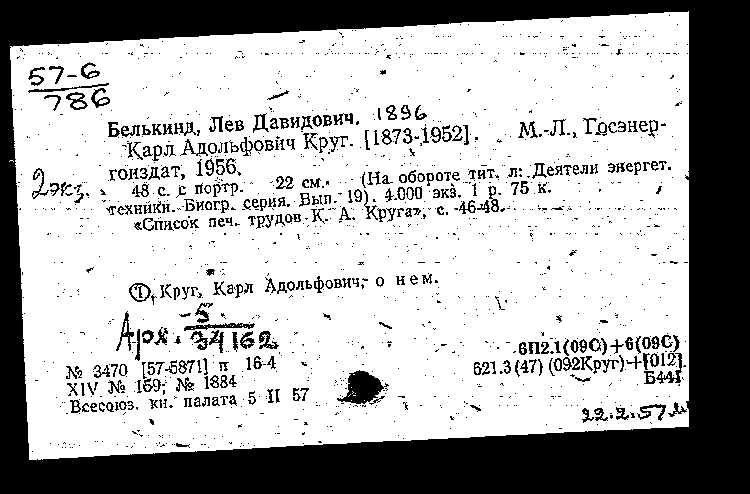 57-6
786
Белькинд, Лев Давидович. 1896
Карл Адольфович Круг. [1873-1952]. М.-Л., Госэнер-
гоиздат, 1956.
2 экз. 48 с. с портр. 22 см. (На обороте тит. л: Деятели энергет.
техники. Биогр. серия. Вып. 19). 4.000 экз. 1 р. 75 к.
«Список печ. трудов К. А. Круга», с. 46-48.
1. Круг, Карл Адольфович, о нем.
Арх. 5
34162
№ 3470 [57-5871] п 16-4
XIV № 159; № 1884
Всесоюз. кн. палата 5 II 57
6П2.1(09С)+6(09С)
621.3(47)(092Круг)+[012]
Б441
22.2.57